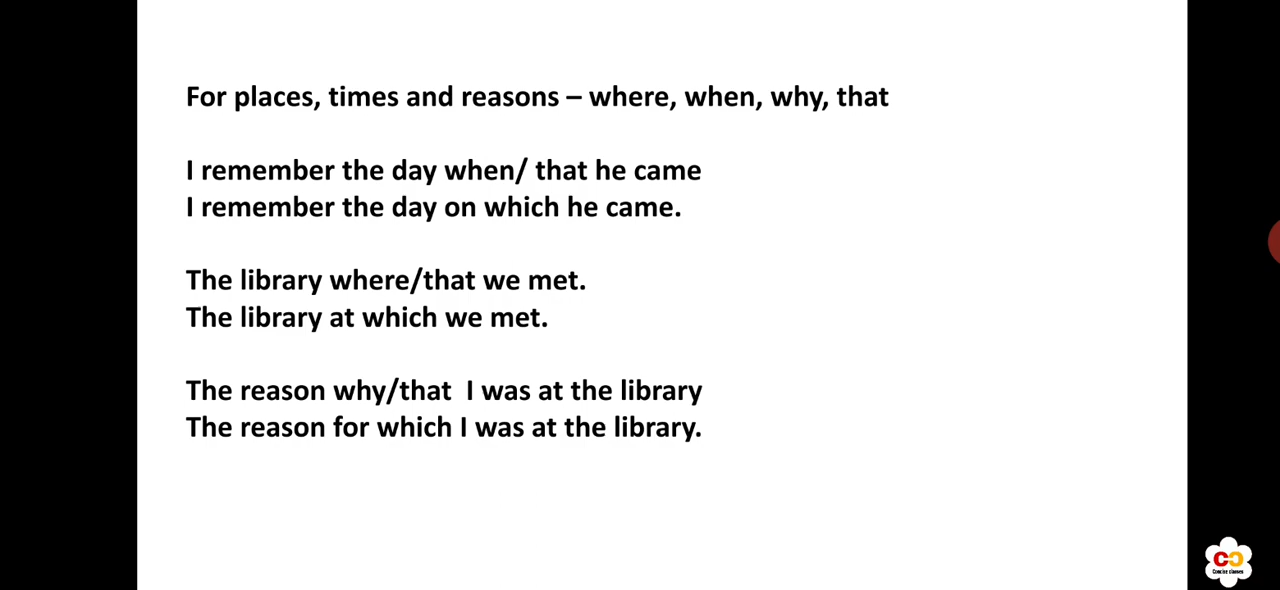 For places, times and reasons – where, when, why, that
I remember the day when/ that he came
I remember the day on which he came.
The library where/that we met.
The library at which we met.
The reason why/that  I was at the library
The reason for which I was at the library.
Concise classes